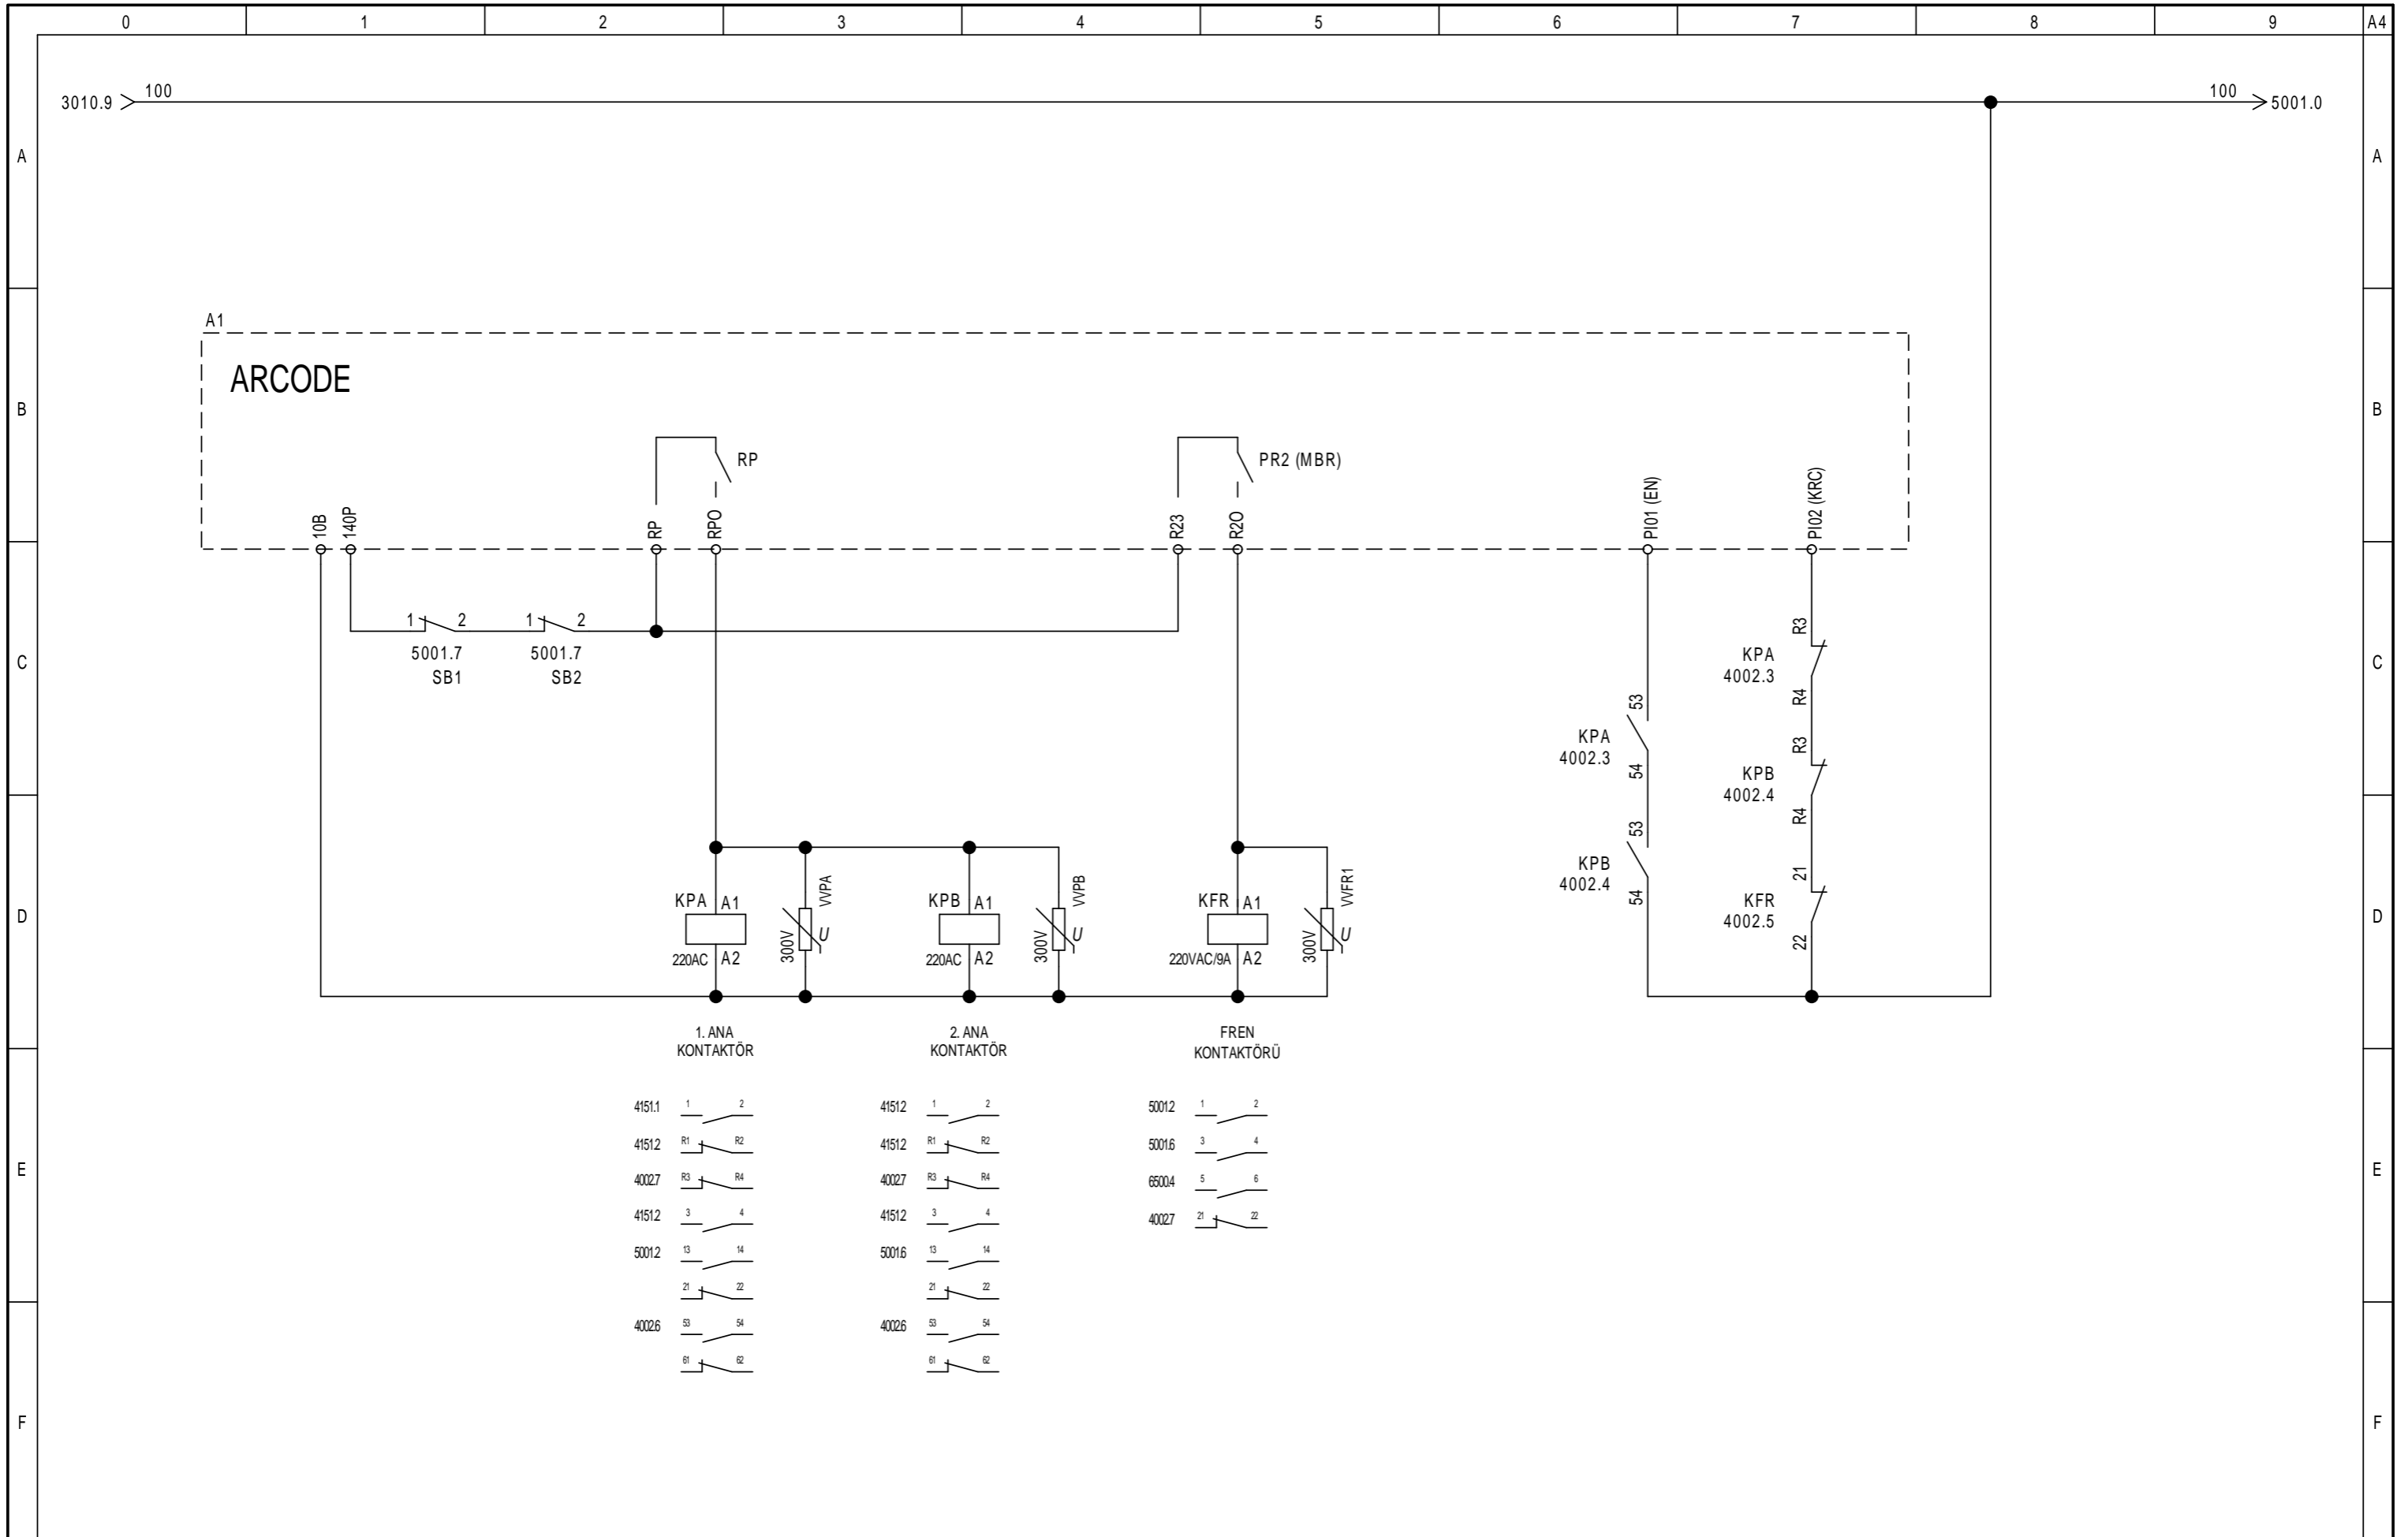 0 1 2 3 4 5 6 7 8 9 A4
100 100
3010.9 5001.0
A A
A1
ARCODE
B B
RP PR2 (MBR)
10B 140P RP RPO R23 R2O PI01 (EN) PI02 (KRC)
1 2 1 2 R3
5001.7 5001.7 KPA
C C
4002.3
SB1 SB2
53 R4
KPA R3
4002.3
54 KPB
4002.4
53 R4
KPB
4002.4
54
21
KFR
4002.5
22
VVPA VVPB VVFR1
KPA A1 KPB A1 KFR A1
D D
300V U 300V U 300V U
220AC A2 220AC A2 220VAC/9A A2
1. ANA 2. ANA FREN
KONTAKTÖR KONTAKTÖR KONTAKTÖRÜ
4151.1 1 2 4151.2 1 2 5001.2 1 2
4151.2 R1 R2 4151.2 R1 R2 5001.6 3 4
E E
4002.7 R3 R4 4002.7 R3 R4 6500.4 5 6
4151.2 3 4 4151.2 3 4 4002.7 21 22
5001.2 13 14 5001.6 13 14
21 22 21 22
4002.6 53 54 4002.6 53 54
61 62 61 62
F F